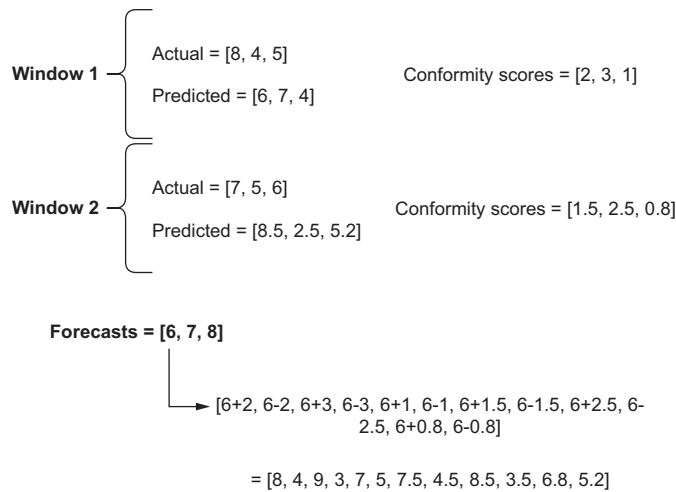 Window 1
Actual = [8, 4, 5]
Predicted = [6, 7, 4]
Conformity scores = [2, 3, 1]
Window 2
Actual = [7, 5, 6]
Predicted = [8.5, 2.5, 5.2]
Conformity scores = [1.5, 2.5, 0.8]
Forecasts = [6, 7, 8]
[6+2, 6-2, 6+3, 6-3, 6+1, 6-1, 6+1.5, 6-1.5, 6+2.5, 6-
2.5, 6+0.8, 6-0.8]
= [8, 4, 9, 3, 7, 5, 7.5, 4.5, 8.5, 3.5, 6.8, 5.2]